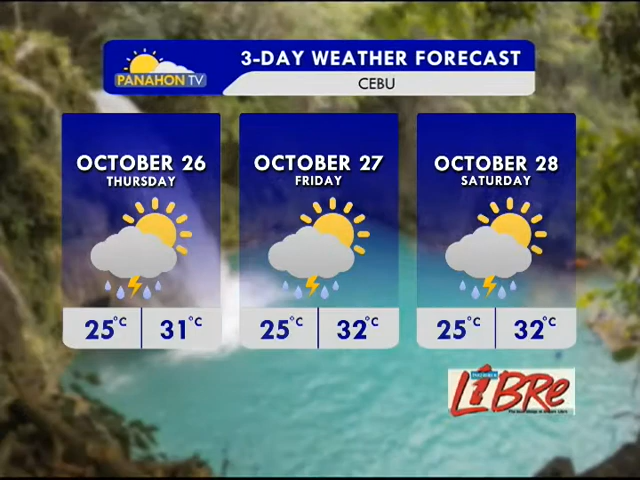 3-DAY WEATHER FORECAST
PANAHON TV
CEBU
OCTOBER 26
THURSDAY
25°C
31°C
OCTOBER 27
FRIDAY
25°C
32°C
OCTOBER 28
SATURDAY
25°C
32°C
LIBRe